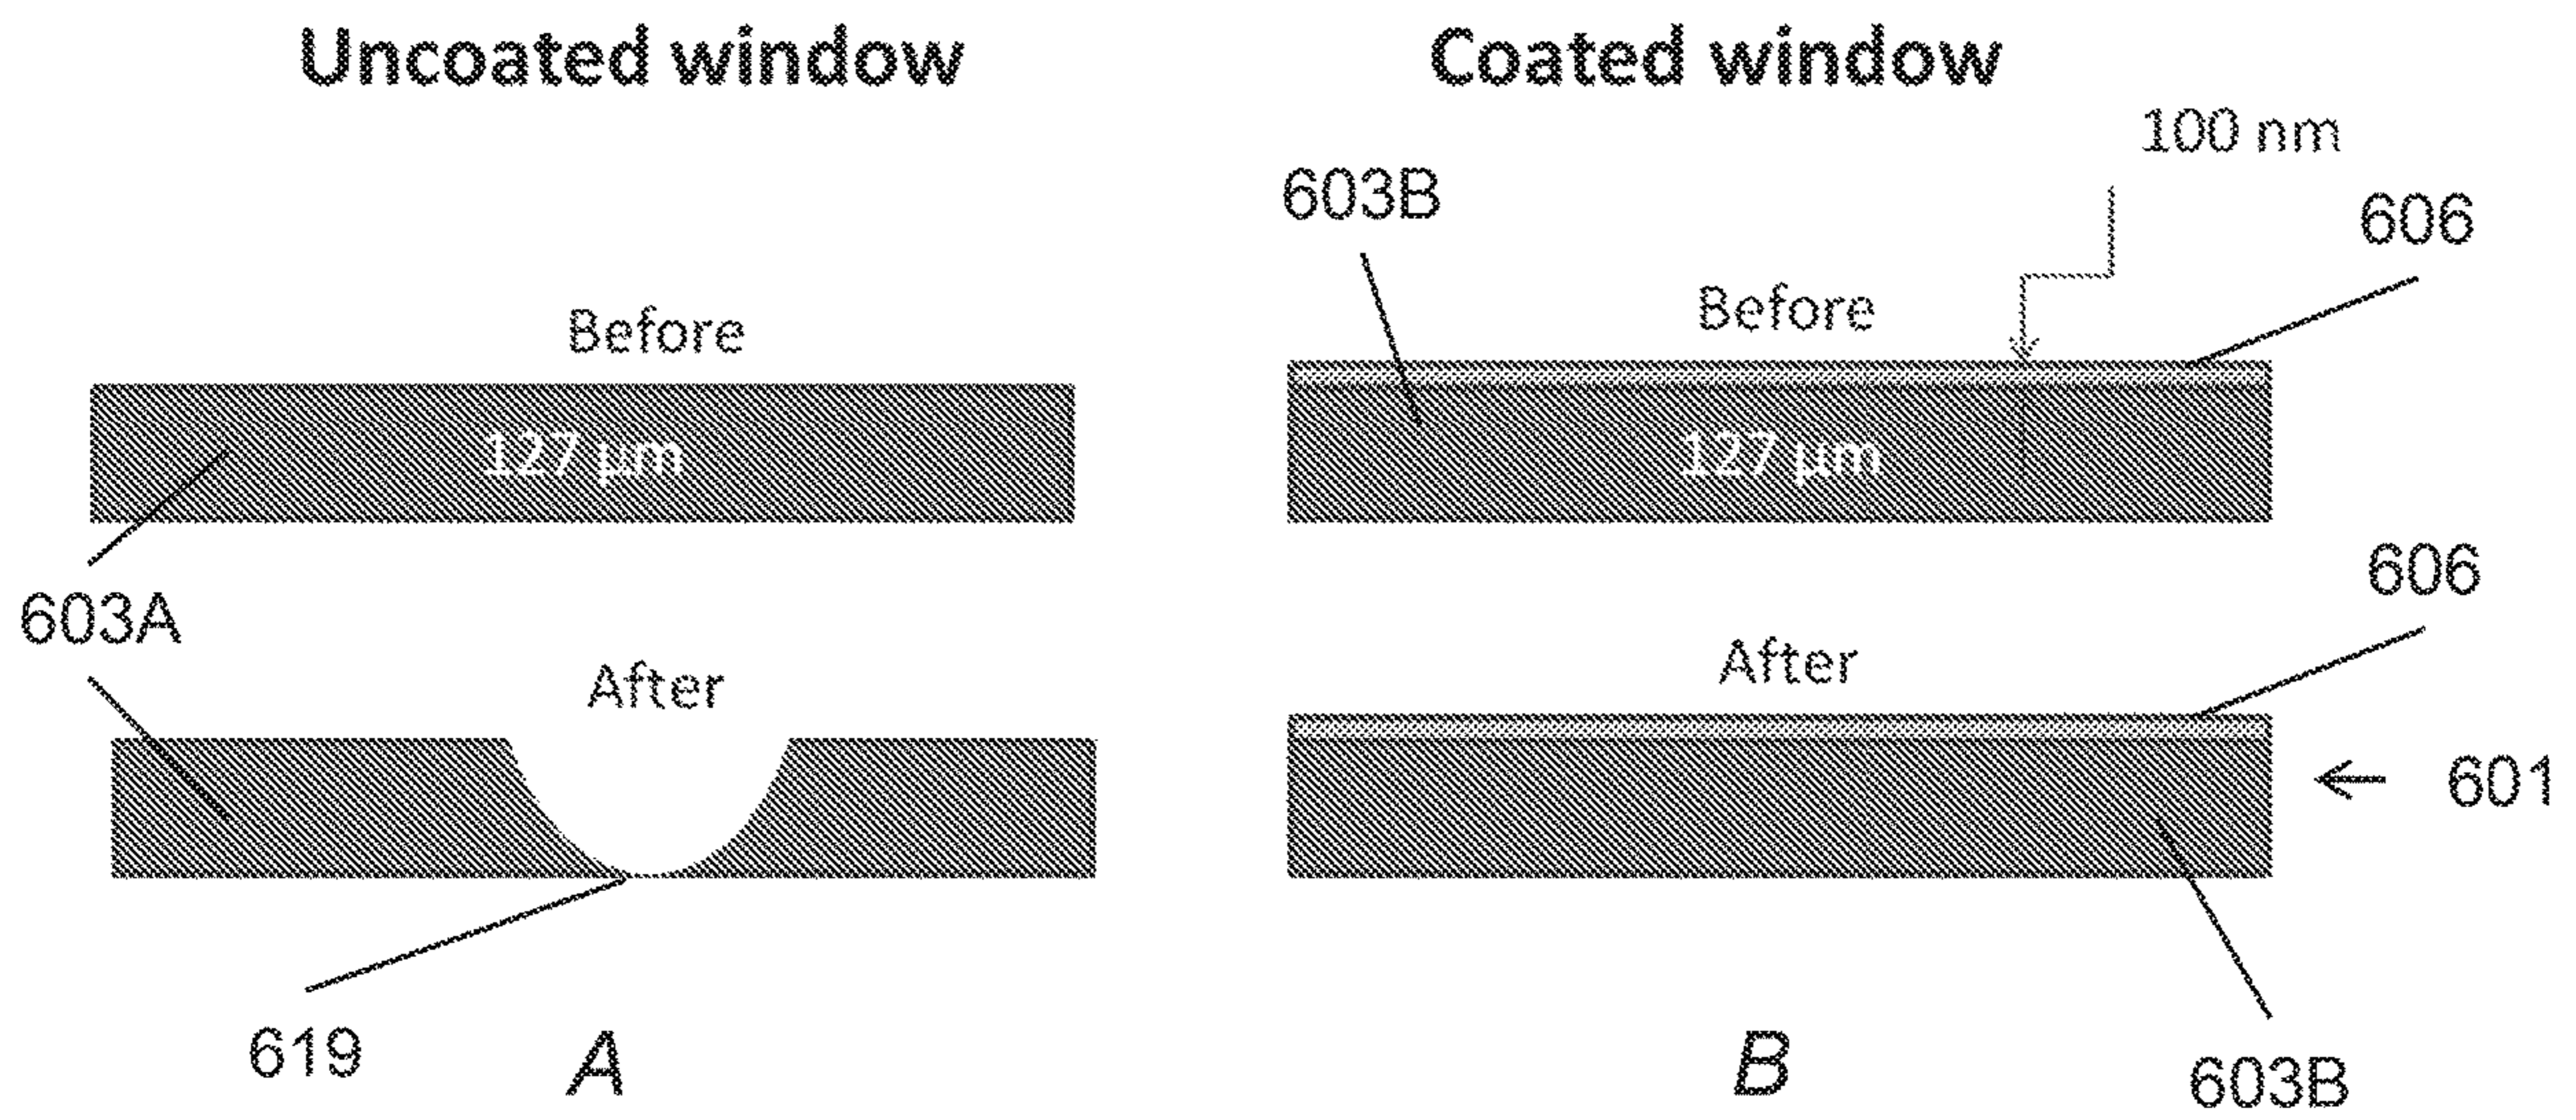 Uncoated window
Before
127 μm
603A
After
619
A
Coated window
100 nm
603B
606
Before
127 μm
606
After
601
603B
B